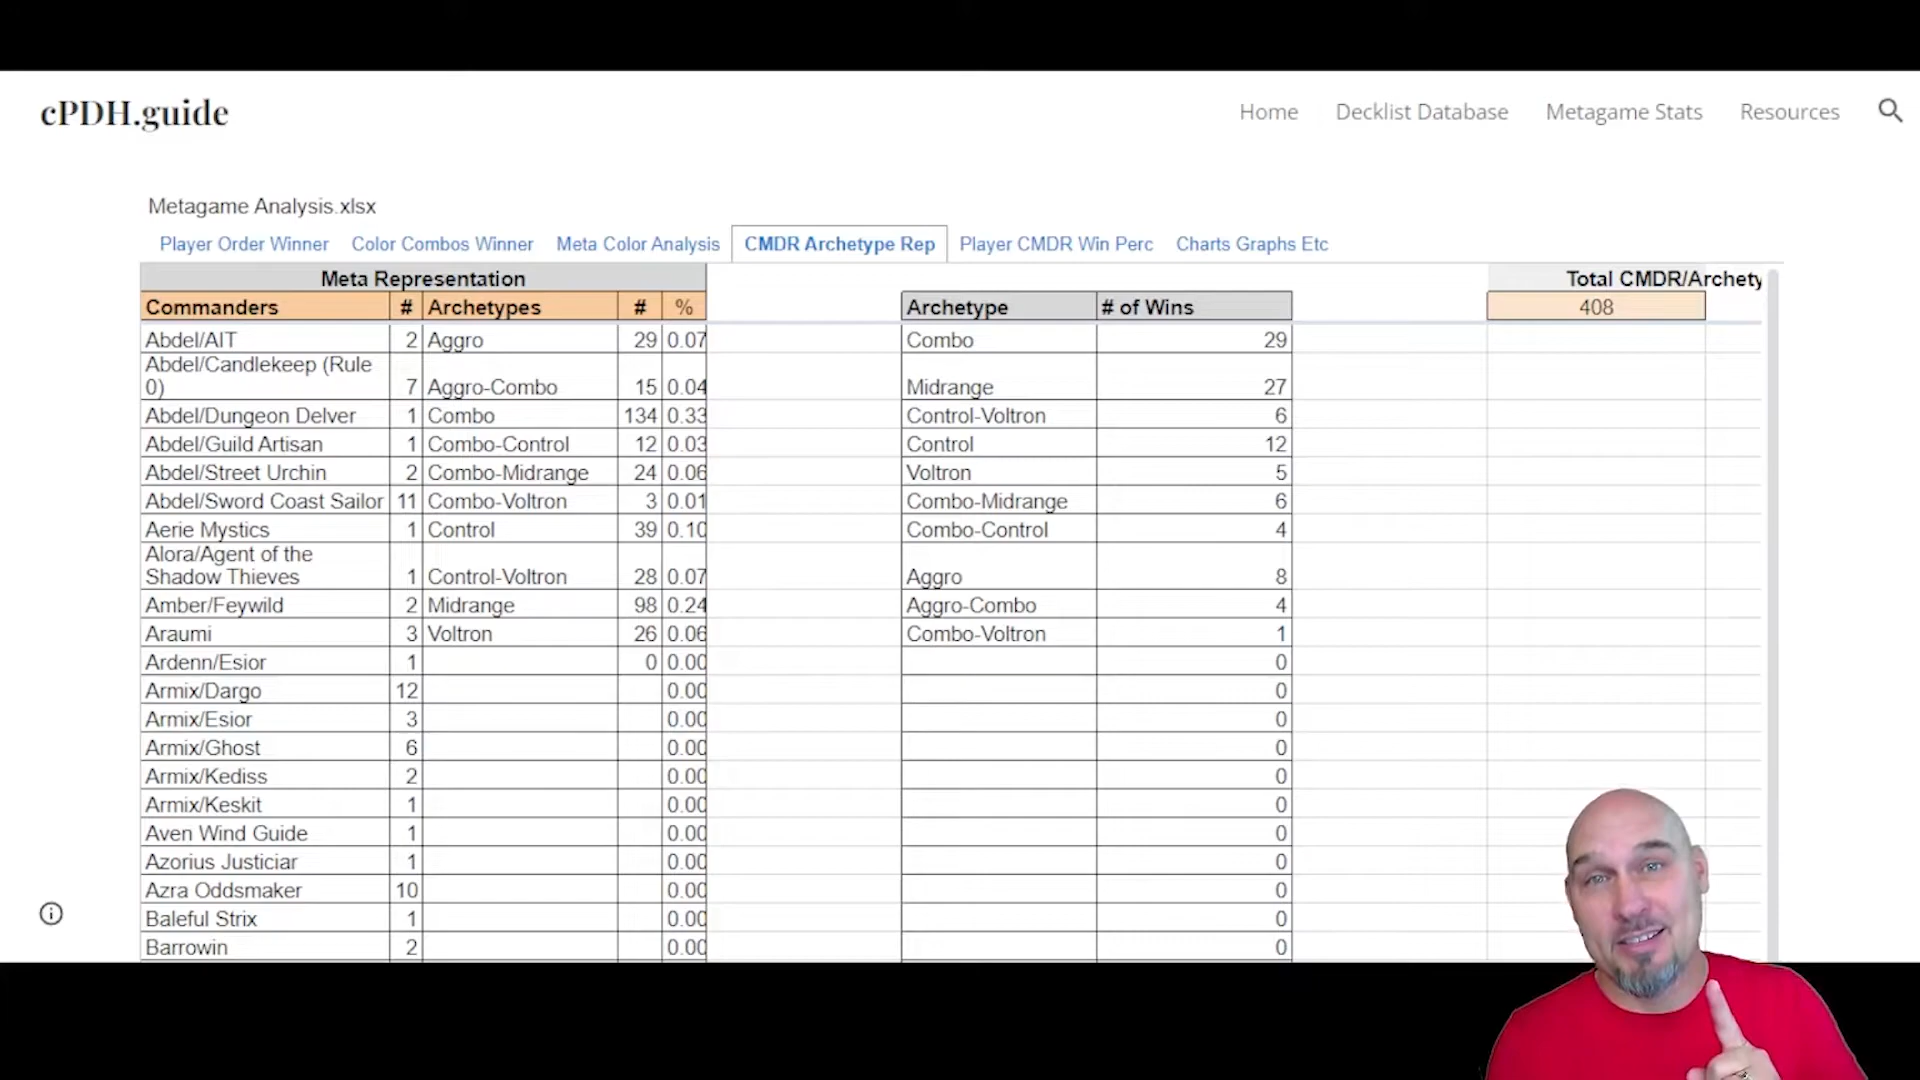 cPDH.guide
Home Decklist Database Metagame Stats Resources
Metagame Analysis.xlsx
Player Order Winner Color Combos Winner Meta Color Analysis CMDR Archetype Rep Player CMDR Win Perc Charts Graphs Etc
Meta Representation Total CMDR/Archety
Commanders # Archetypes # % Archetype # of Wins 408
Abdel/AIT 2 Aggro 29 0.07 Combo 29
Abdel/Candlekeep (Rule
0) 7 Aggro-Combo 15 0.04 Midrange 27
Abdel/Dungeon Delver 1 Combo 134 0.33 Control-Voltron 6
Abdel/Guild Artisan 1 Combo-Control 12 0.03 Control 12
Abdel/Street Urchin 2 Combo-Midrange 24 0.06 Voltron 5
Abdel/Sword Coast Sailor 11 Combo-Voltron 3 0.01 Combo-Midrange 6
Aerie Mystics 1 Control 39 0.10 Combo-Control 4
Alora/Agent of the
Shadow Thieves 1 Control-Voltron 28 0.07 Aggro 8
Amber/Feywild 2 Midrange 98 0.24 Aggro-Combo 4
Araumi 3 Voltron 26 0.06 Combo-Voltron 1
Ardenn/Esior 1 0 0.00 0
Armix/Dargo 12 0.00 0
Armix/Esior 3 0.00 0
Armix/Ghost 6 0.00 0
Armix/Kediss 2 0.00 0
Armix/Keskit 1 0.00 0
Aven Wind Guide 1 0.00 0
Azorius Justiciar 1 0.00 0
Azra Oddsmaker 10 0.00 0
Baleful Strix 1 0.00 0
Barrowin 2 0.00 0